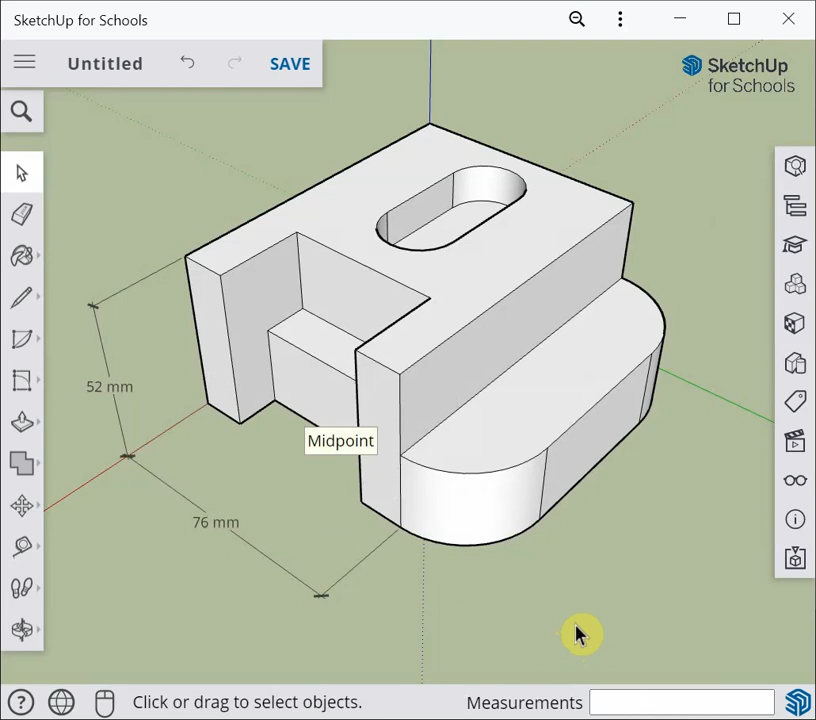 SketchUp for Schools
Untitled
SAVE
SketchUp
for Schools
52 mm
Midpoint
76 mm
Click or drag to select objects.
Measurements